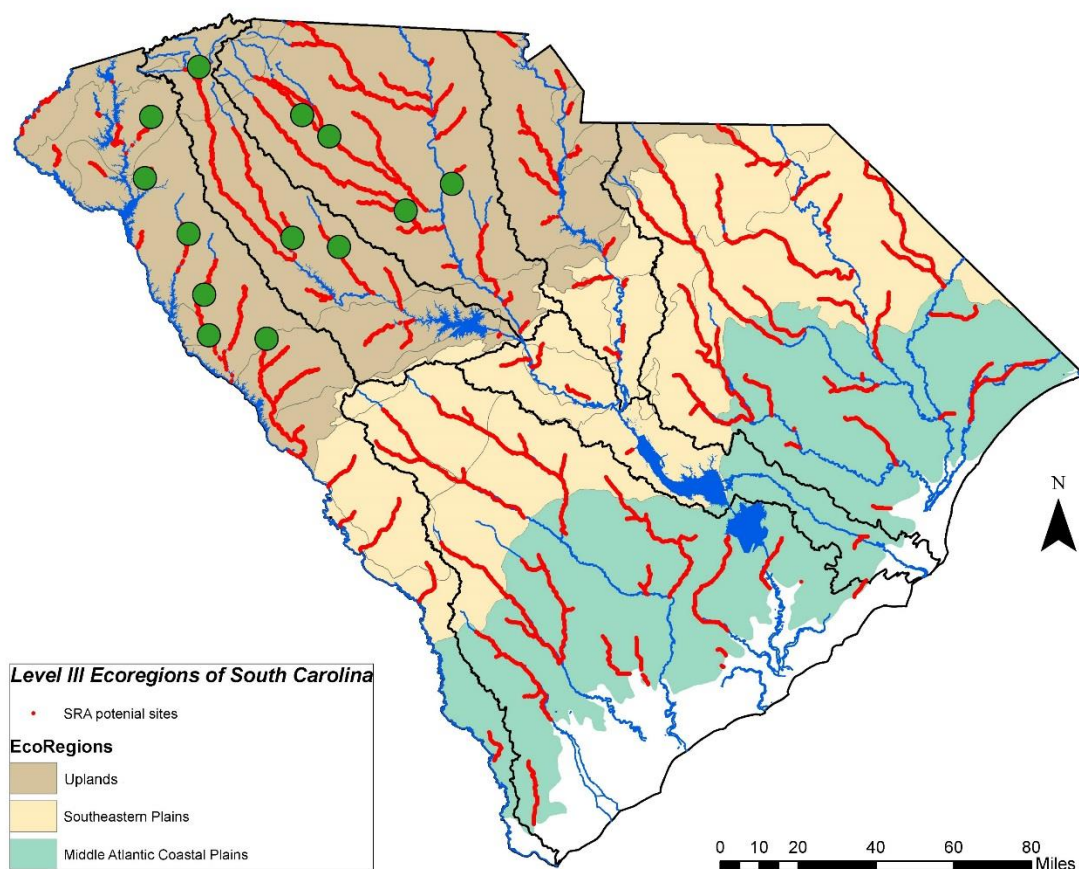 N
Level III Ecoregions of South Carolina
SRA potenial sites
EcoRegions
Uplands
Southeastern Plains
Middle Atlantic Coastal Plains
0 5 10 20 40 60 80
Miles